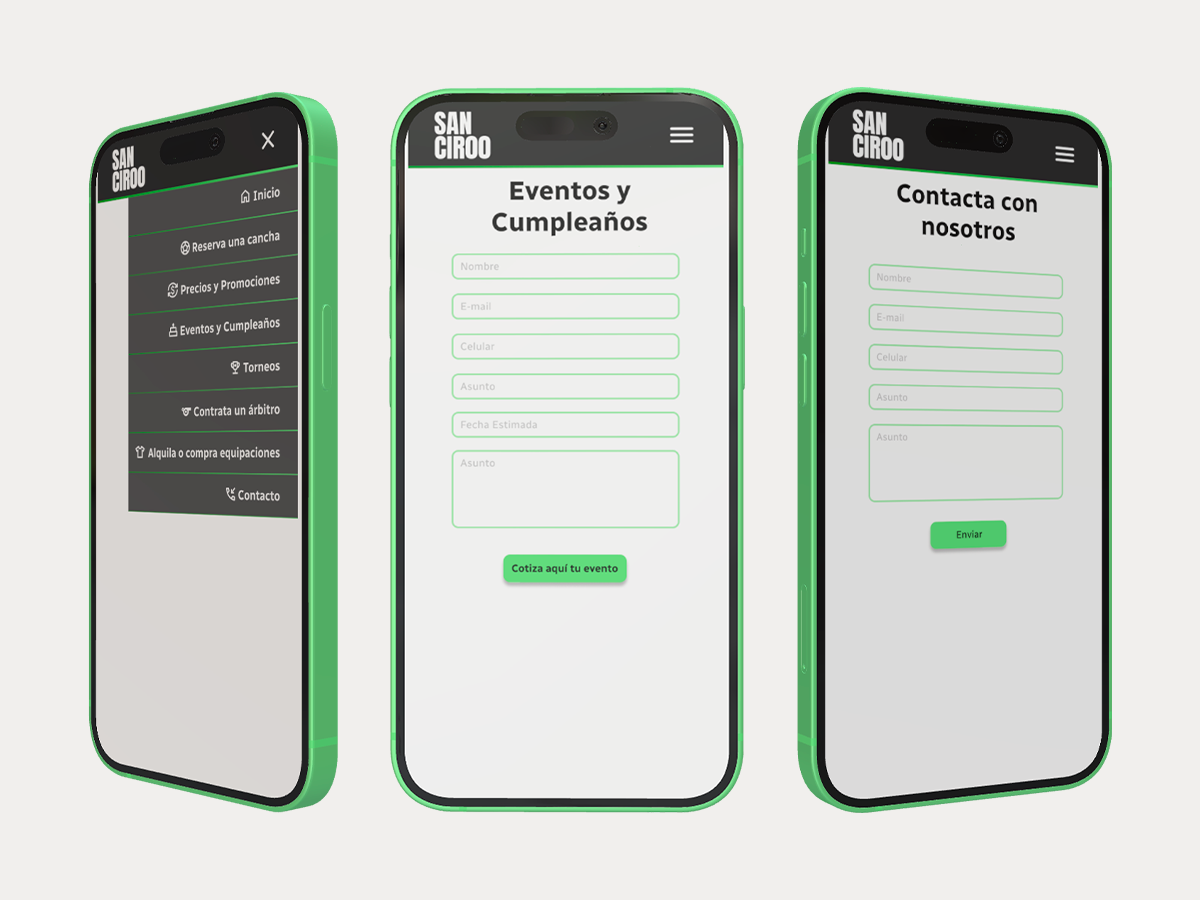 SAN
CIROO
X
Inicio
Reserva una cancha
Precios y Promociones
Eventos y Cumpleaños
Torneos
Contrata un árbitro
Alquila o compra equipaciones
Contacto
SAN
CIROO
Eventos y
Cumpleaños
Nombre
E-mail
Celular
Asunto
Fecha Estimada
Asunto
Cotiza aquí tu evento
SAN
CIROO
Contacta con
nosotros
Nombre
E-mail
Celular
Asunto
Asunto
Enviar